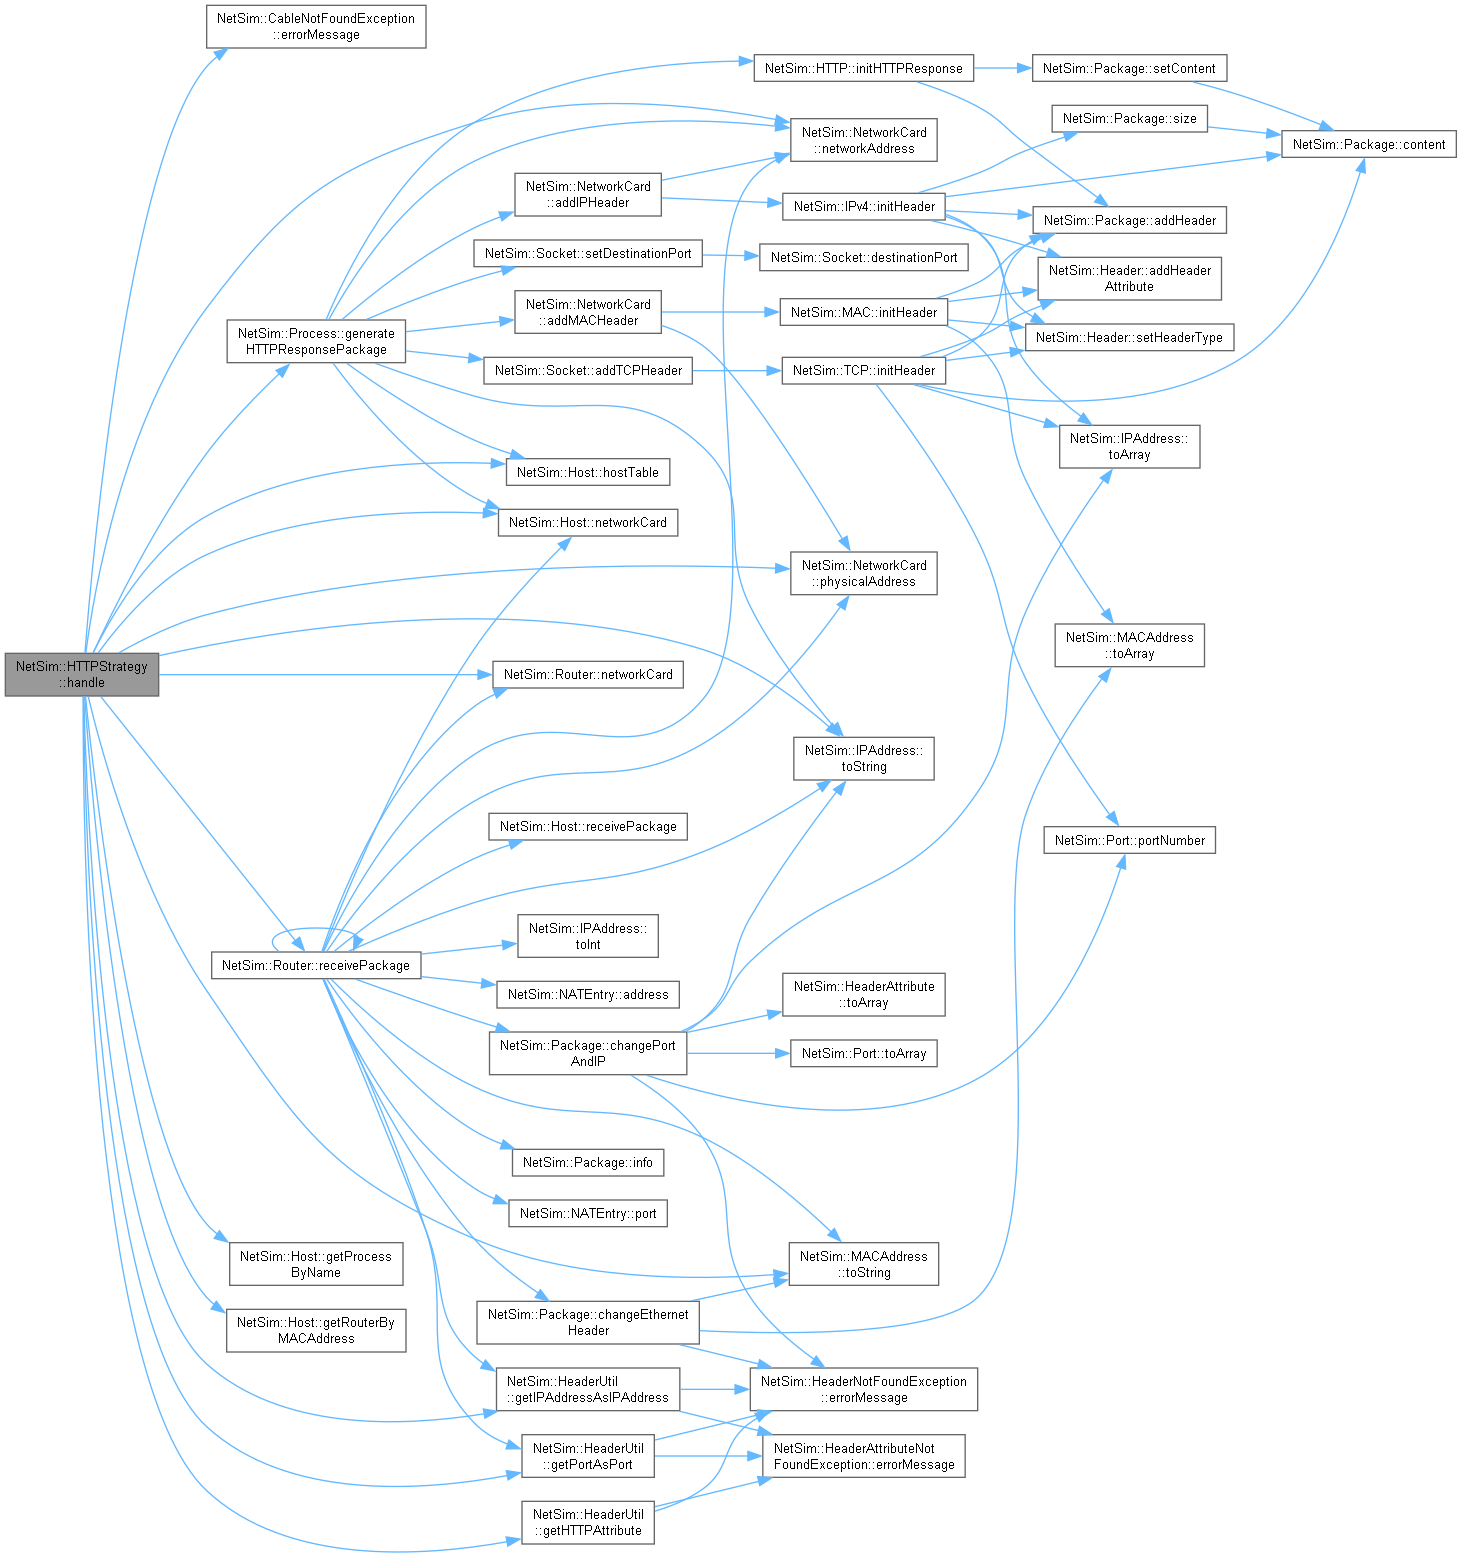 NetSim::CableNotFoundException
::errorMessage
NetSim::HTTP::initHTTPResponse
NetSim::Package::setContent
NetSim::Package::size
NetSim::NetworkCard
::networkAddress
NetSim::Package::content
NetSim::NetworkCard
::addIPHeader
NetSim::IPv4::initHeader
NetSim::Package::addHeader
NetSim::Socket::setDestinationPort
NetSim::Socket::destinationPort
NetSim::Header::addHeader
Attribute
NetSim::NetworkCard
::addMACHeader
NetSim::MAC::initHeader
NetSim::Process::generate
HTTPResponsePackage
NetSim::Header::setHeaderType
NetSim::Socket::addTCPHeader
NetSim::TCP::initHeader
NetSim::IPAddress::
toArray
NetSim::Host::hostTable
NetSim::Host::networkCard
NetSim::NetworkCard
::physicalAddress
NetSim::MACAddress
::toArray
NetSim::HTTPStrategy
::handle
NetSim::Router::networkCard
NetSim::IPAddress::
toString
NetSim::Host::receivePackage
NetSim::Port::portNumber
NetSim::IPAddress::
toInt
NetSim::Router::receivePackage
NetSim::NATEntry::address
NetSim::HeaderAttribute
::toArray
NetSim::Package::changePort
AndIP
NetSim::Port::toArray
NetSim::Package::info
NetSim::NATEntry::port
NetSim::Host::getProcess
ByName
NetSim::MACAddress
::toString
NetSim::Host::getRouterBy
MACAddress
NetSim::Package::changeEthernet
Header
NetSim::HeaderUtil
::getIPAddressAsIPAddress
NetSim::HeaderNotFoundException
::errorMessage
NetSim::HeaderUtil
::getPortAsPort
NetSim::HeaderAttributeNot
FoundException::errorMessage
NetSim::HeaderUtil
::getHTTPAttribute